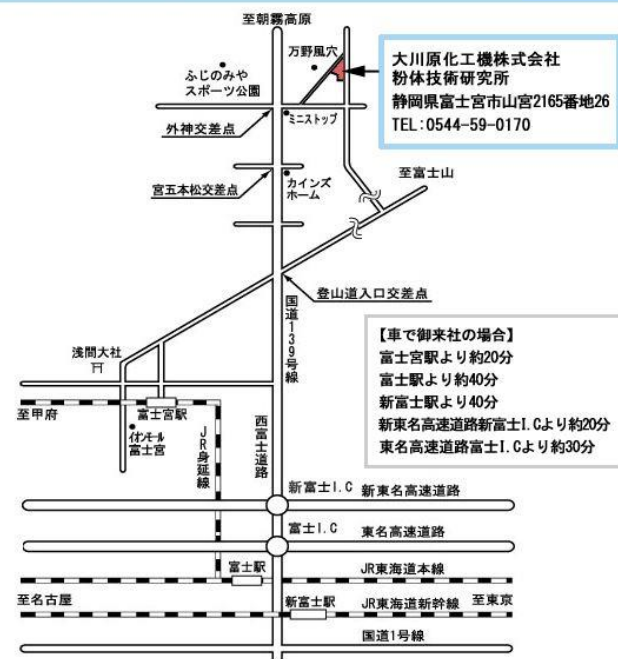 至朝霧高原
万野風穴
ふじのみや
スポーツ公園
大川原化工機株式会社
粉体技術研究所
静岡県富士宮市山宮2165番地26
TEL:0544-59-0170
ミニストップ
外神交差点
至富士山
カインズ
ホーム
宮五本松交差点
登山道入口交差点
国道139号線
【車で御来社の場合】
富士宮駅より約20分
富士駅より約40分
新富士駅より40分
新東名高速道路新富士I.Cより約20分
東名高速道路富士I.Cより約30分
浅間大社
至甲府
富士宮駅
イオンモール
富士宮
JR身延線
西富士道路
新富士I.C
新東名高速道路
富士I.C
東名高速道路
富士駅
JR東海道本線
至名古屋
新富士駅
JR東海道新幹線
至東京
国道1号線